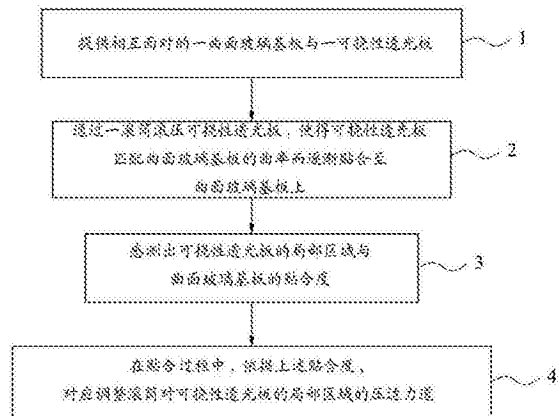 提供相互面对的一曲面玻璃基板与一可挠性透光板
1
通过一滚筒滚压可挠性透光板，使得可挠性透光板
匹配曲面玻璃基板的曲率而逐渐贴合至
曲面玻璃基板上
2
感测出可挠性透光板的局部区域与
曲面玻璃基板的贴合度
3
在贴合过程中，依据上述贴合度，
对应调整滚筒对可挠性透光板的局部区域的压迫力道
4